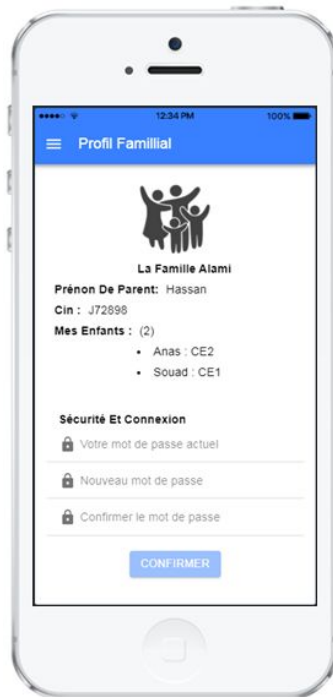 12:34 PM 100%
Profil Famillial
La Famille Alami
Prénon De Parent: Hassan
Cin : J72898
Mes Enfants : (2)
• Anas : CE2
• Souad : CE1
Sécurité Et Connexion
Votre mot de passe actuel
Nouveau mot de passe
Confirmer le mot de passe
CONFIRMER